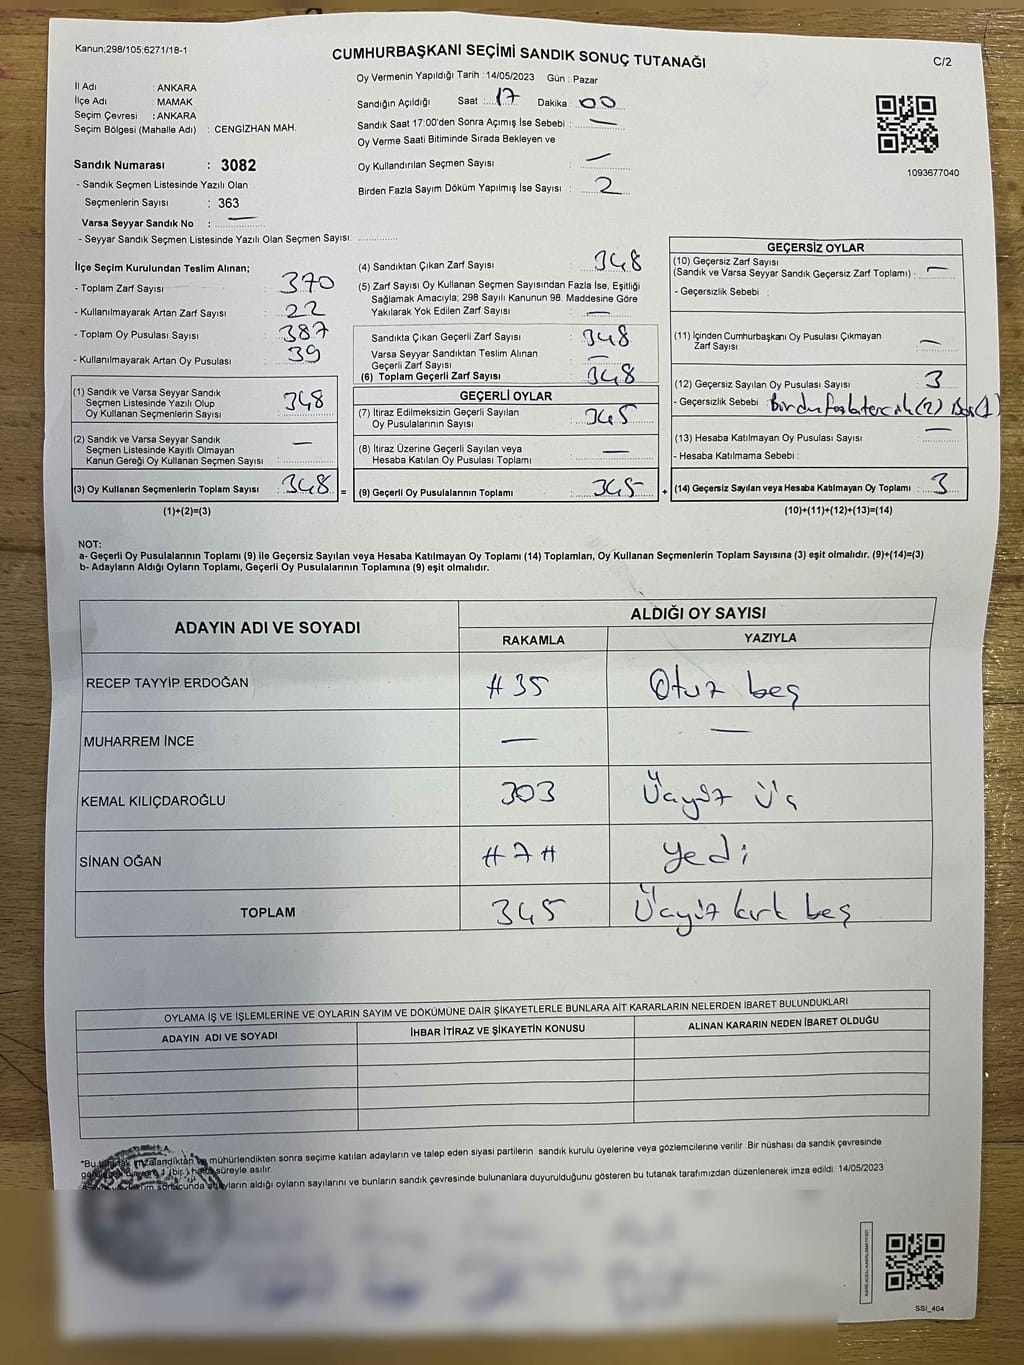 Kanun;298/105;6271/18-1
CUMHURBAŞKANI SEÇİMİ SANDIK SONUÇ TUTANAĞI
C/2
Oy Vermenin Yapıldığı Tarih : 14/05/2023 Gün : Pazar
İl Adı : ANKARA
İlçe Adı : MAMAK
Seçim Çevresi : ANKARA
Seçim Bölgesi (Mahalle Adı) : CENGİZHAN MAH.
Sandığın Açıldığı Saat : 17 Dakika : 00
Sandık Saat 17:00'den Sonra Açımış İse Sebebi : —
Oy Verme Saati Bitiminde Sırada Bekleyen ve
Oy Kullandırılan Seçmen Sayısı : —
Birden Fazla Sayım Döküm Yapılmış İse Sayısı : 2
1093677040
Sandık Numarası : 3082
- Sandık Seçmen Listesinde Yazılı Olan
Seçmenlerin Sayısı : 363
Varsa Seyyar Sandık No : —
- Seyyar Sandık Seçmen Listesinde Yazılı Olan Seçmen Sayısı:
İlçe Seçim Kurulundan Teslim Alınan;
- Toplam Zarf Sayısı : 370
- Kullanılmayarak Artan Zarf Sayısı : 22
- Toplam Oy Pusulası Sayısı : 387
- Kullanılmayarak Artan Oy Pusulası : 39
(1) Sandık ve Varsa Seyyar Sandık
Seçmen Listesinde Yazılı Olup
Oy Kullanan Seçmenlerin Sayısı : 348
(2) Sandık ve Varsa Seyyar Sandık
Seçmen Listesinde Kayıtlı Olmayan
Kanun Gereği Oy Kullanan Seçmen Sayısı : —
(3) Oy Kullanan Seçmenlerin Toplam Sayısı : 348 =
(1)+(2)=(3)
(4) Sandıktan Çıkan Zarf Sayısı : 348
(5) Zarf Sayısı Oy Kullanan Seçmen Sayısından Fazla İse, Eşitliği
Sağlamak Amacıyla; 298 Sayılı Kanunun 98. Maddesine Göre
Yakılarak Yok Edilen Zarf Sayısı : —
Sandıkta Çıkan Geçerli Zarf Sayısı : 348
Varsa Seyyar Sandıktan Teslim Alınan
Geçerli Zarf Sayısı : —
(6) Toplam Geçerli Zarf Sayısı : 348
GEÇERLİ OYLAR
(7) İtiraz Edilmeksizin Geçerli Sayılan
Oy Pusulalarının Sayısı : 345
(8) İtiraz Üzerine Geçerli Sayılan veya
Hesaba Katılan Oy Pusulası Toplamı : —
(9) Geçerli Oy Pusulalarının Toplamı : 345 +
GEÇERSİZ OYLAR
(10) Geçersiz Zarf Sayısı
(Sandık ve Varsa Seyyar Sandık Geçersiz Zarf Toplamı) : —
- Geçersizlik Sebebi :
(11) İçinden Cumhurbaşkanı Oy Pusulası Çıkmayan
Zarf Sayısı : —
(12) Geçersiz Sayılan Oy Pusulası Sayısı : 3
- Geçersizlik Sebebi : Birden fazla tercih (2) Boş (1)
(13) Hesaba Katılmayan Oy Pusulası Sayısı : —
- Hesaba Katılmama Sebebi :
(14) Geçersiz Sayılan veya Hesaba Katılmayan Oy Toplamı : 3
(10)+(11)+(12)+(13)=(14)
NOT:
a- Geçerli Oy Pusulalarının Toplamı (9) ile Geçersiz Sayılan veya Hesaba Katılmayan Oy Toplamı (14) Toplamları, Oy Kullanan Seçmenlerin Toplam Sayısına (3) eşit olmalıdır. (9)+(14)=(3)
b- Adayların Aldığı Oyların Toplamı, Geçerli Oy Pusulalarının Toplamına (9) eşit olmalıdır.
ADAYIN ADI VE SOYADI
ALDIĞI OY SAYISI
RAKAMLA YAZIYLA
RECEP TAYYİP ERDOĞAN # 35 Otuz beş
MUHARREM İNCE — —
KEMAL KILIÇDAROĞLU 303 Üçyüz Üç
SİNAN OĞAN # 7 # Yedi
TOPLAM 345 Üçyüz kırk beş
OYLAMA İŞ VE İŞLEMLERİNE VE OYLARIN SAYIM VE DÖKÜMÜNE DAİR ŞİKAYETLERLE BUNLARA AİT KARARLARIN NELERDEN İBARET BULUNDUKLARI
ADAYIN ADI VE SOYADI İHBAR İTİRAZ VE ŞİKAYETİN KONUSU ALINAN KARARIN NEDEN İBARET OLDUĞU
*Bu tutanak imzalandıktan ve mühürlendikten sonra seçime katılan adayların ve talep eden siyasi partilerin sandık kurulu üyelerine veya gözlemcilerine verilir. Bir nüshası da sandık çevresinde
1 (bir) hafta süreyle asılır.
sonucunda adayların aldığı oyların sayılarını ve bunların sandık çevresinde bulunanlara duyurulduğunu gösteren bu tutanak tarafımızdan düzenlenerek imza edildi. 14/05/2023
SSI_404